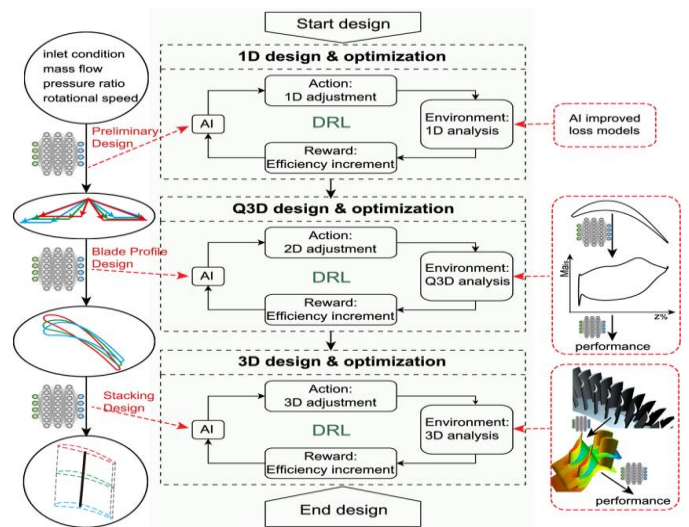 Start design
inlet condition
mass flow
pressure ratio
rotational speed
Preliminary
Design
1D design & optimization
Action:
1D adjustment
AI
DRL
Environment:
1D analysis
Reward:
Efficiency increment
AI improved
loss models
Blade Profile
Design
Q3D design & optimization
Action:
2D adjustment
AI
DRL
Environment:
Q3D analysis
Reward:
Efficiency increment
Ma_is
z%
performance
Stacking
Design
3D design & optimization
Action:
3D adjustment
AI
DRL
Environment:
3D analysis
Reward:
Efficiency increment
performance
End design